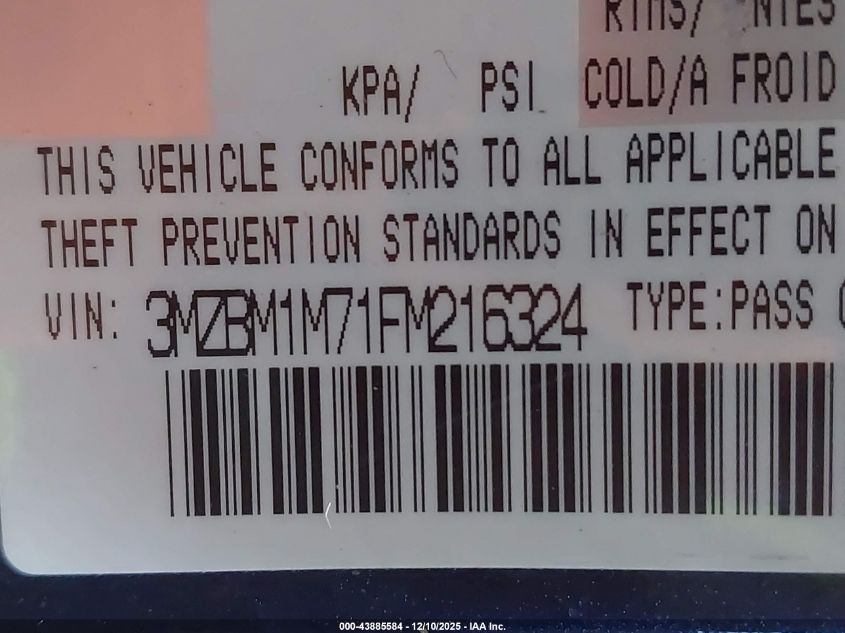 RIMS/
KPA/ PSI COLD/A FROID
THIS VEHICLE CONFORMS TO ALL APPLICABLE
THEFT PREVENTION STANDARDS IN EFFECT ON
VIN: 3MZBM1M71FM216324 TYPE:PASS
000-43885584 - 12/10/2025 - IAA Inc.